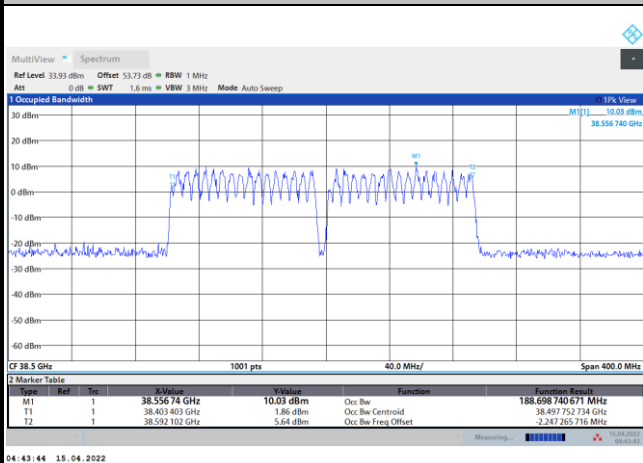 MultiView Spectrum
Ref Level 33.93 dBm Offset 53.73 dB RBW 1 MHz
Att 0 dB SWT 1.6 ms VBW 3 MHz Mode Auto Sweep
1 Occupied Bandwidth 1Pk View
M1[1] 10.03 dBm
38.556 740 GHz
30 dBm
20 dBm
M1
10 dBm
T1
T2
0 dBm
-10 dBm
-20 dBm
-30 dBm
-40 dBm
-50 dBm
-60 dBm
CF 38.5 GHz 1001 pts 40.0 MHz/ Span 400.0 MHz
2 Marker Table
Type Ref Trc X-Value Y-Value Function Function Result
M1 1 38.556 74 GHz 10.03 dBm Occ Bw 188.698 740 671 MHz
T1 1 38.403 403 GHz 1.86 dBm Occ Bw Centroid 38.497 752 734 GHz
T2 1 38.592 102 GHz 5.64 dBm Occ Bw Freq Offset -2.247 265 716 MHz
Measuring... 15.04.2022
04:43:43
04:43:44 15.04.2022